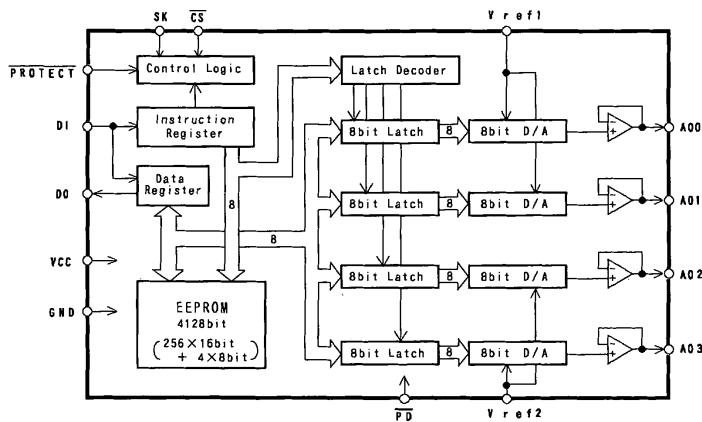 SK
CS
V ref1
PROTECT
Control Logic
Latch Decoder
DI
Instruction
Register
8bit Latch
8
8bit D/A
-
+
AO0
DO
Data
Register
8
8bit Latch
8
8bit D/A
-
+
AO1
8
VCC
8bit Latch
8
8bit D/A
-
+
AO2
GND
EEPROM
4128bit
(256×16bit
+ 4×8bit)
8bit Latch
8
8bit D/A
-
+
AO3
PD
V ref2